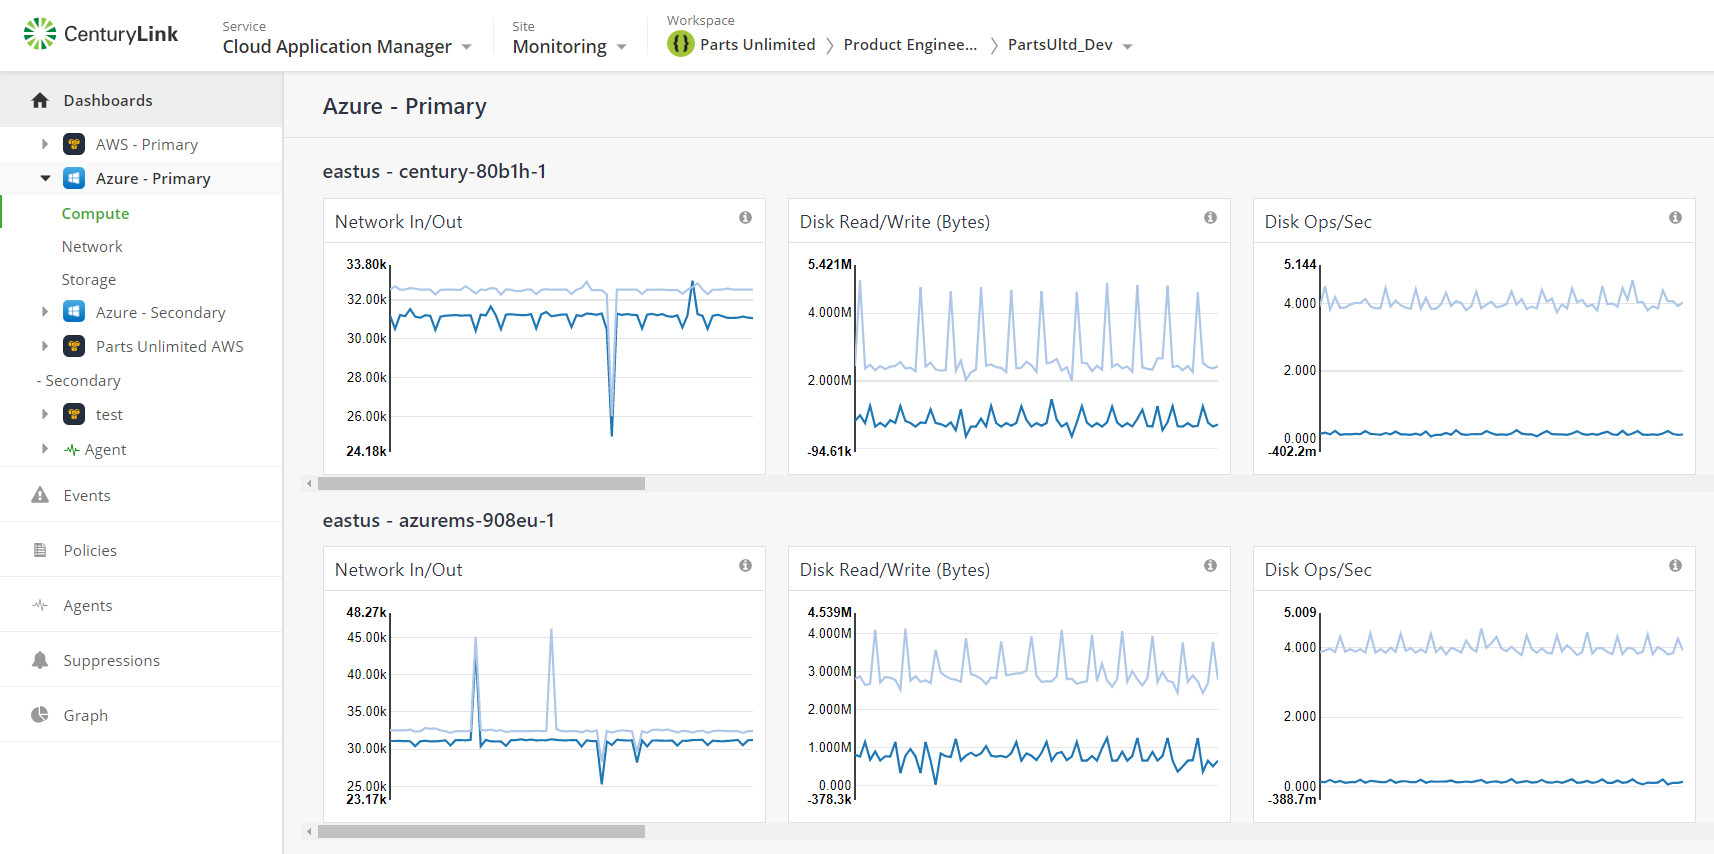 CenturyLink
Service
Cloud Application Manager
Site
Monitoring
Workspace
Parts Unlimited
Product Enginee...
PartsUltd_Dev
Dashboards
AWS - Primary
Azure - Primary
Compute
Network
Storage
Azure - Secondary
Parts Unlimited AWS
- Secondary
test
Agent
Events
Policies
Agents
Suppressions
Graph
Azure - Primary
eastus - century-80b1h-1
Network In/Out
33.80k
32.00k
30.00k
28.00k
26.00k
24.18k
Disk Read/Write (Bytes)
5.421M
4.000M
2.000M
-94.61k
Disk Ops/Sec
5.144
4.000
2.000
0.000
-402.2m
eastus - azurems-908eu-1
Network In/Out
48.27k
45.00k
40.00k
35.00k
30.00k
25.00k
23.17k
Disk Read/Write (Bytes)
4.539M
4.000M
3.000M
2.000M
1.000M
0.000
-378.3k
Disk Ops/Sec
5.009
4.000
2.000
0.000
-388.7m